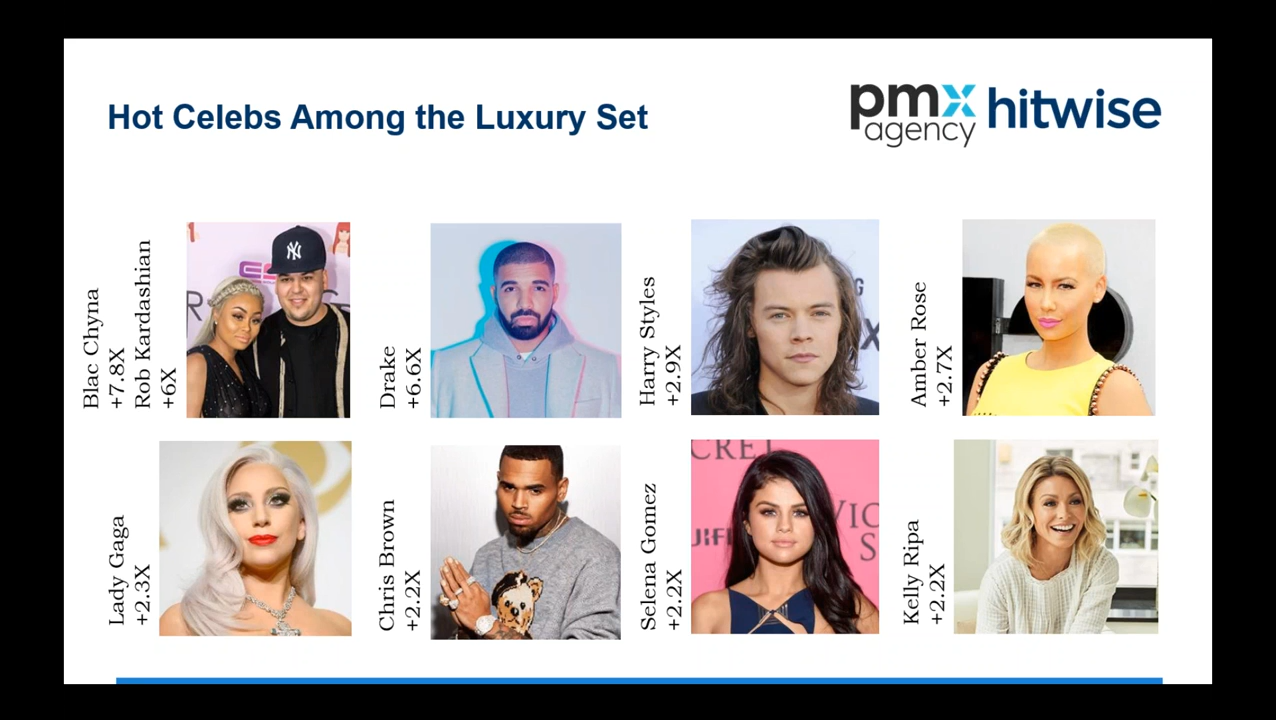 Hot Celebs Among the Luxury Set
pmx
agency
hitwise
Blac Chyna
+7.8X
Rob Kardashian
+6X
NY
Drake
+6.6X
Harry Styles
+2.9X
Amber Rose
+2.7X
Lady Gaga
+2.3X
Chris Brown
+2.2X
Selena Gomez
+2.2X
Kelly Ripa
+2.2X